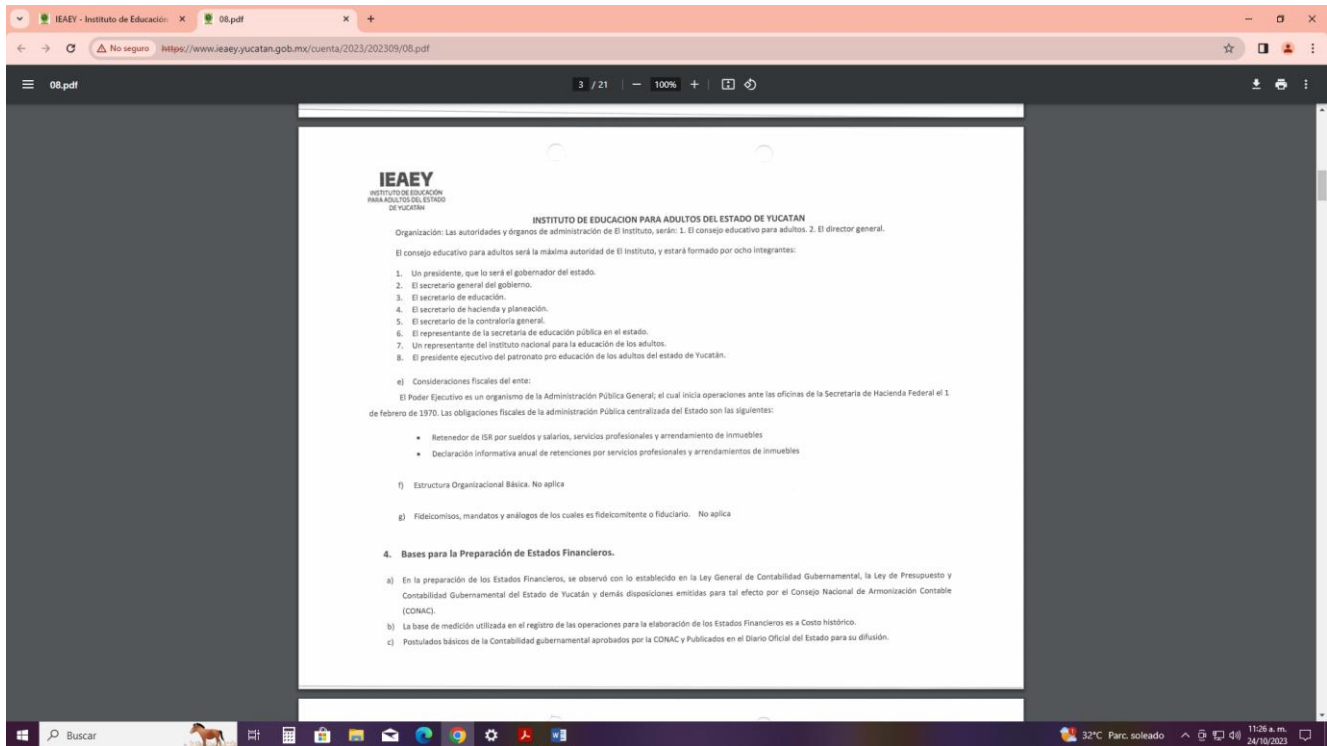 IEAEY - Instituto de Educación
08.pdf
No seguro
https://www.ieaey.yucatan.gob.mx/cuenta/2023/202309/08.pdf
08.pdf
3 / 21
100%
IEAEY
INSTITUTO DE EDUCACIÓN
PARA ADULTOS DEL ESTADO
DE YUCATÁN
INSTITUTO DE EDUCACION PARA ADULTOS DEL ESTADO DE YUCATAN
Organización: Las autoridades y órganos de administración de El Instituto, serán: 1. El consejo educativo para adultos. 2. El director general.
El consejo educativo para adultos será la máxima autoridad de El Instituto, y estará formado por ocho integrantes:
1. Un presidente, que lo será el gobernador del estado.
2. El secretario general del gobierno.
3. El secretario de educación.
4. El secretario de hacienda y planeación.
5. El secretario de la contraloría general.
6. El representante de la secretaría de educación pública en el estado.
7. Un representante del instituto nacional para la educación de los adultos.
8. El presidente ejecutivo del patronato pro educación de los adultos del estado de Yucatán.
e) Consideraciones fiscales del ente:
El Poder Ejecutivo es un organismo de la Administración Pública General; el cual inicia operaciones ante las oficinas de la Secretaria de Hacienda Federal el 1
de febrero de 1970. Las obligaciones fiscales de la administración Pública centralizada del Estado son las siguientes:
• Retenedor de ISR por sueldos y salarios, servicios profesionales y arrendamiento de inmuebles
• Declaración informativa anual de retenciones por servicios profesionales y arrendamientos de inmuebles
f) Estructura Organizacional Básica. No aplica
g) Fideicomisos, mandatos y análogos de los cuales es fideicomitente o fiduciario. No aplica
4. Bases para la Preparación de Estados Financieros.
a) En la preparación de los Estados Financieros, se observó con lo establecido en la Ley General de Contabilidad Gubernamental, la Ley de Presupuesto y
Contabilidad Gubernamental del Estado de Yucatán y demás disposiciones emitidas para tal efecto por el Consejo Nacional de Armonización Contable
(CONAC).
b) La base de medición utilizada en el registro de las operaciones para la elaboración de los Estados Financieros es a Costo histórico.
c) Postulados básicos de la Contabilidad gubernamental aprobados por la CONAC y Publicados en el Diario Oficial del Estado para su difusión.
Buscar
32°C Parc. soleado
11:26 a. m.
24/10/2023